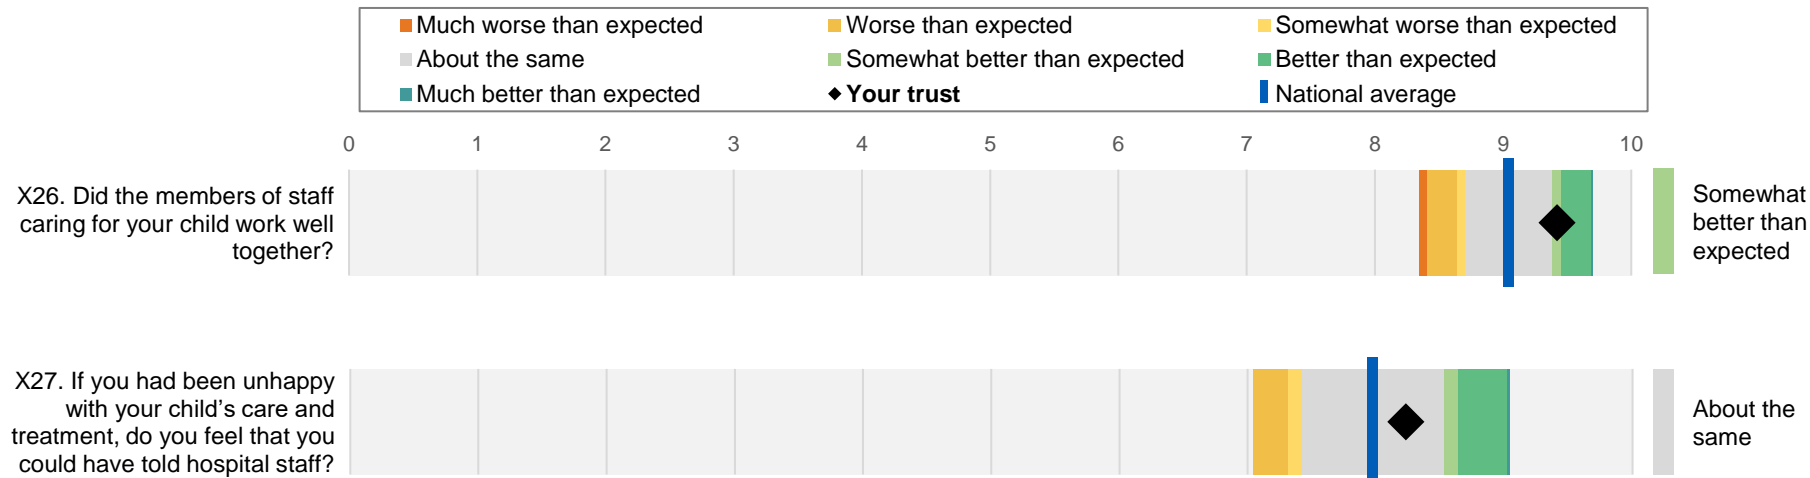 Much worse than expected
Worse than expected
Somewhat worse than expected
About the same
Somewhat better than expected
Better than expected
Much better than expected
Your trust
National average
0 1 2 3 4 5 6 7 8 9 10
X26. Did the members of staff
caring for your child work well
together?
Somewhat
better than
expected
X27. If you had been unhappy
with your child’s care and
treatment, do you feel that you
could have told hospital staff?
About the
same